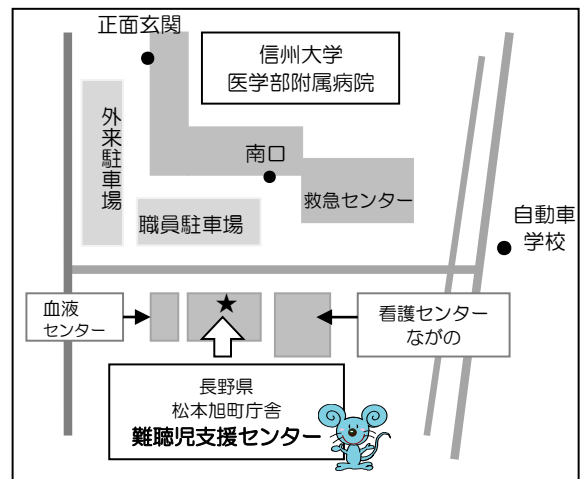 正面玄関
信州大学
医学部附属病院
外来駐車場
南口
救急センター
職員駐車場
自動車
学校
血液
センター
看護センター
ながの
長野県
松本旭町庁舎
難聴児支援センター